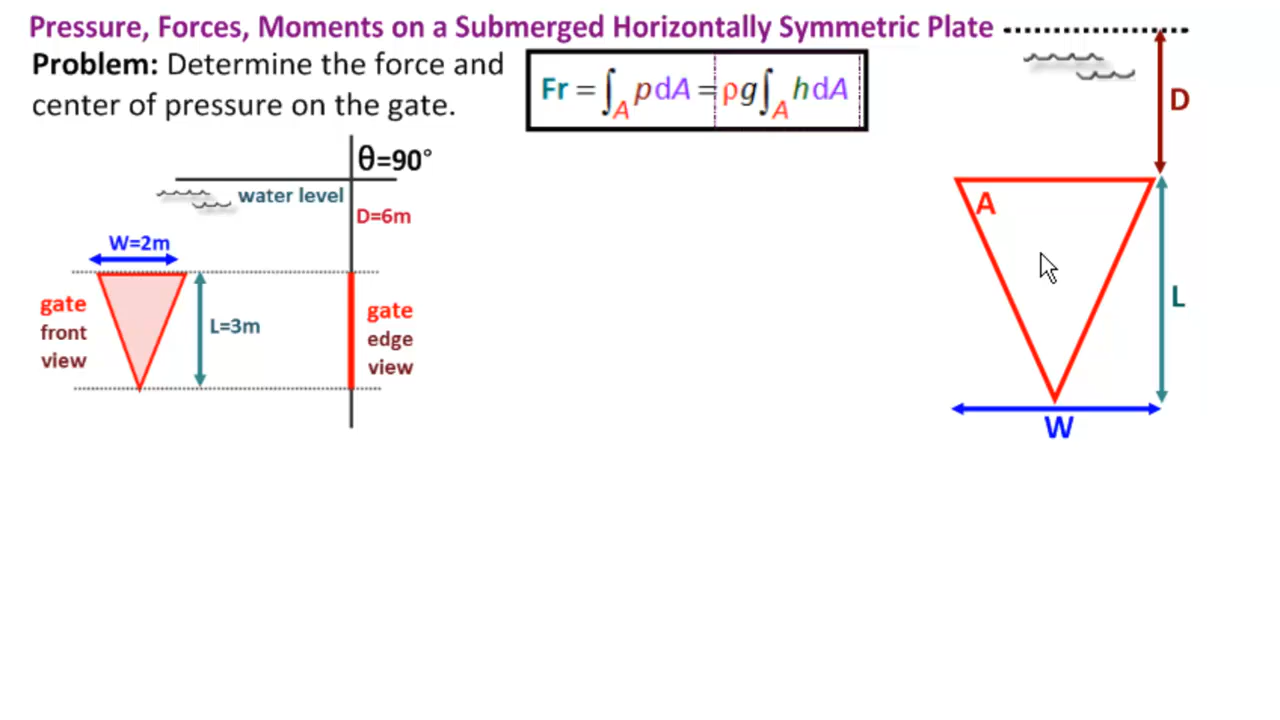 Pressure, Forces, Moments on a Submerged Horizontally Symmetric Plate
Problem: Determine the force and
center of pressure on the gate.
Fr = ∫A pdA = ρg∫A hdA
D
θ=90°
water level
D=6m
A
W=2m
gate
front
view
L=3m
gate
edge
view
L
W